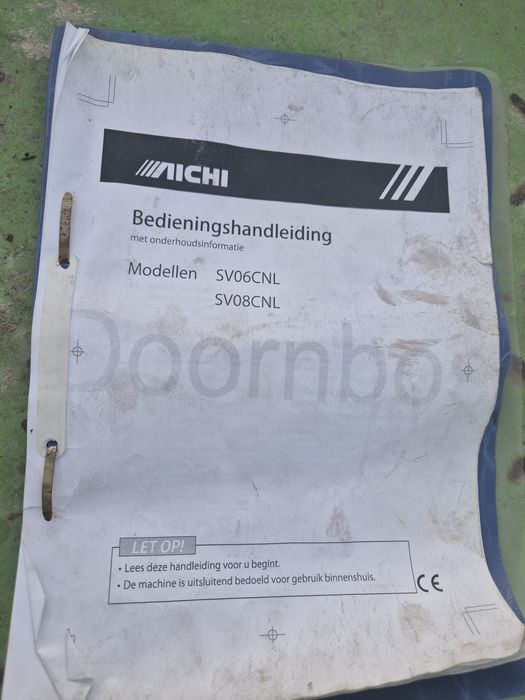 AICHI
Bedieningshandleiding
met onderhoudsinformatie
Modellen SV06CNL
SV08CNL
Doornbo
LET OP!
• Lees deze handleiding voor u begint.
• De machine is uitsluitend bedoeld voor gebruik binnenshuis.
CE